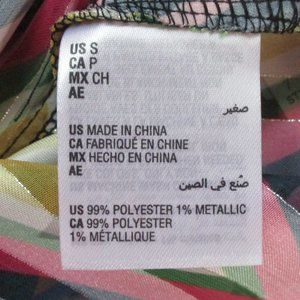 US S
CA P
MX CH
AE
صغير
US MADE IN CHINA
CA FABRIQUÉ EN CHINE
MX HECHO EN CHINA
AE
صُنع في الصين
US 99% POLYESTER 1% METALLIC
CA 99% POLYESTER
1% MÉTALLIQUE